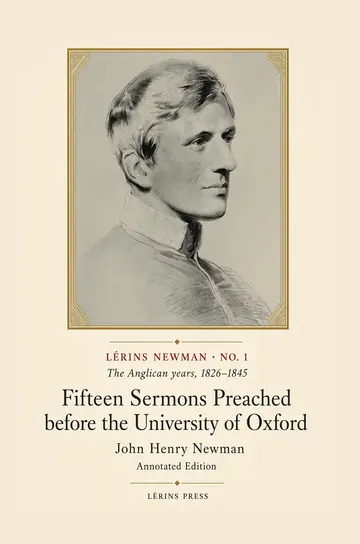 LÉRINS NEWMAN · NO. 1
The Anglican years, 1826–1845
Fifteen Sermons Preached
before the University of Oxford
John Henry Newman
Annotated Edition
LÉRINS PRESS